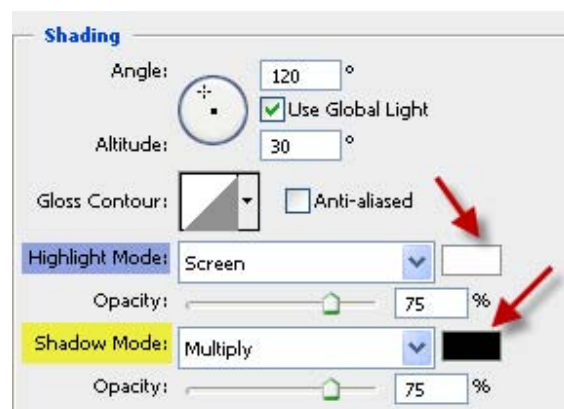 Shading
Angle: 120 °
Use Global Light
Altitude: 30 °
Gloss Contour: Anti-aliased
Highlight Mode: Screen
Opacity: 75 %
Shadow Mode: Multiply
Opacity: 75 %